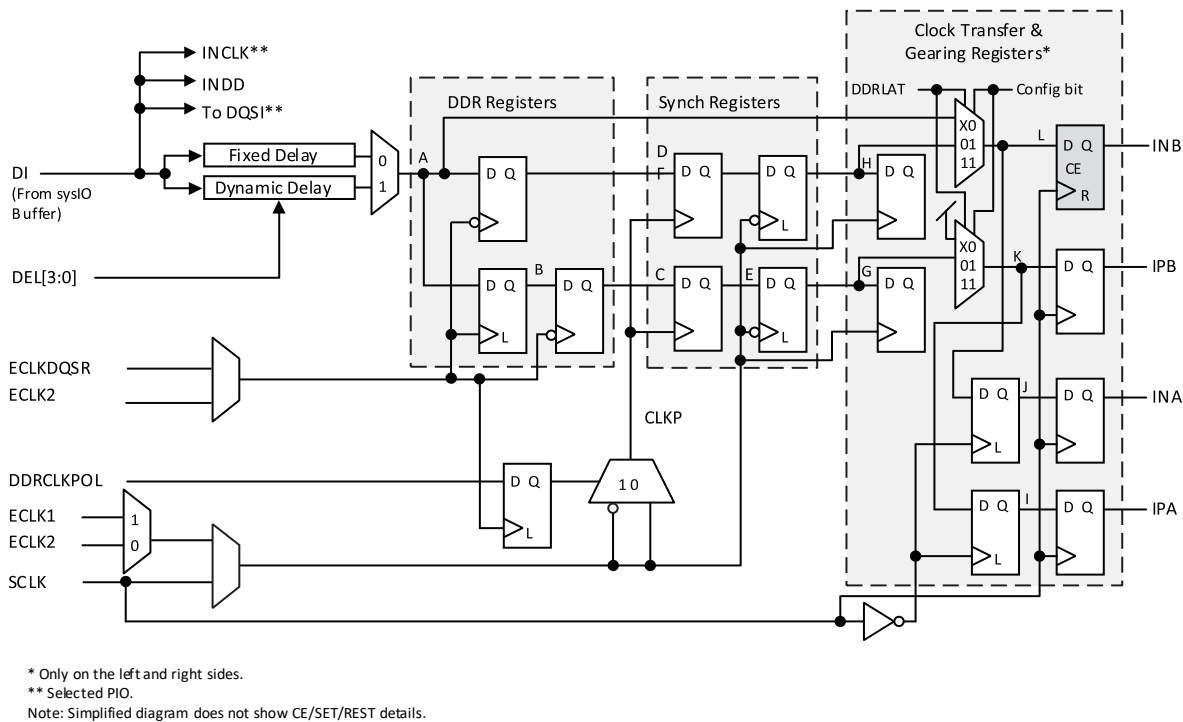 Clock Transfer &
Gearing Registers*
INCLK**
INDD
To DQSI**
DDR Registers
Synch Registers
DDRLAT
Config bit
DI
(From sysIO
Buffer)
Fixed Delay
Dynamic Delay
0
1
A
D Q
D
F
D Q
D Q
L
H
D Q
X0
01
11
L
D Q
CE
R
INB
DEL[3:0]
B
D Q
L
D Q
C
D Q
E
D Q
L
G
D Q
X0
01
11
K
D Q
IPB
ECLKDQSR
ECLK2
CLKP
D Q
L
J
D Q
INA
DDRCLKPOL
D Q
L
1 0
D Q
L
I
D Q
IPA
ECLK1
ECLK2
1
0
SCLK
* Only on the left and right sides.
** Selected PIO.
Note: Simplified diagram does not show CE/SET/REST details.